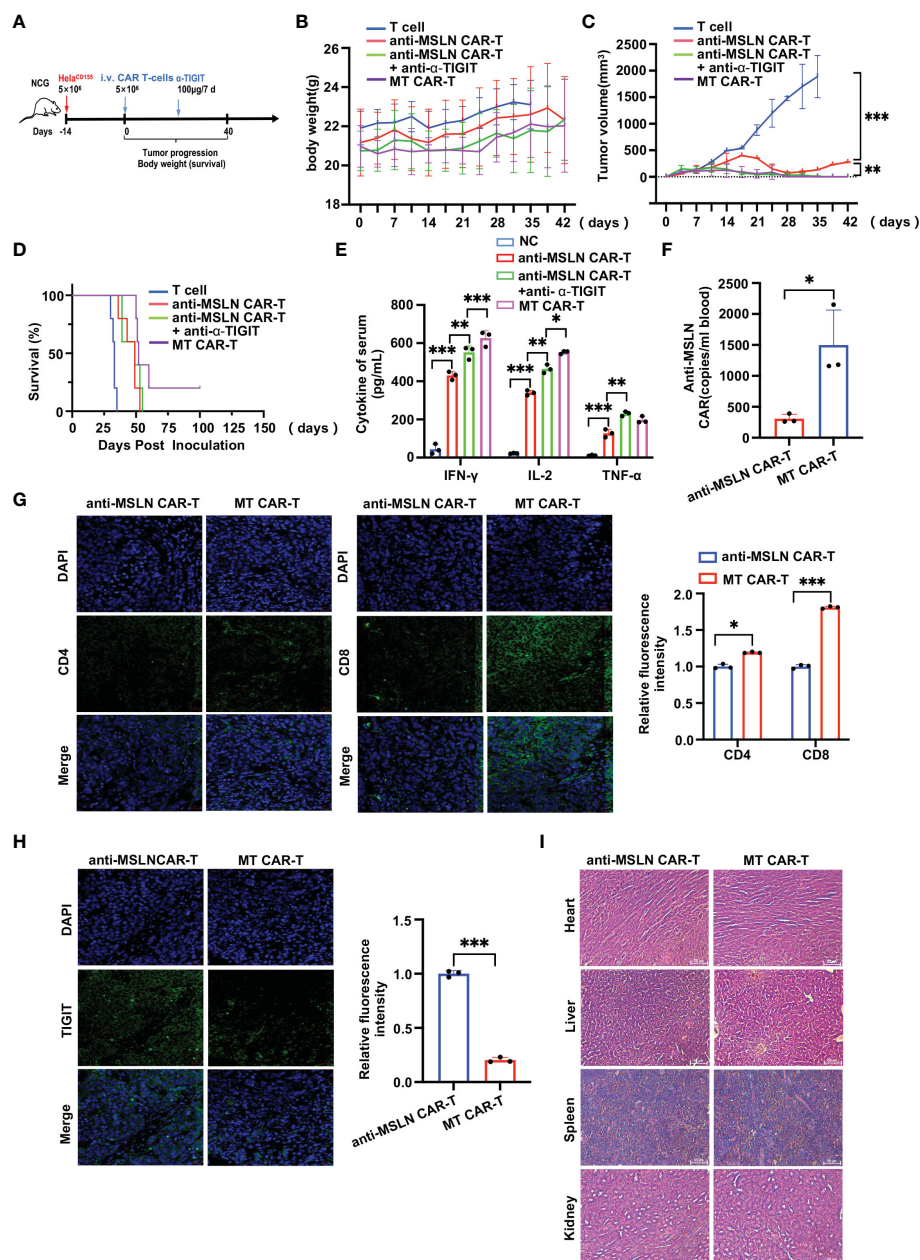 A
NCG
Hela^CD155
5×10⁶
i.v. CAR T-cells
5×10⁶
α-TIGIT
100μg/7 d
Days
-14
0
40
Tumor progression
Body weight (survival)
B
T cell
anti-MSLN CAR-T
anti-MSLN CAR-T
+ anti-α-TIGIT
MT CAR-T
body weight(g)
26
24
22
20
18
0 7 14 21 28 35 42 ( days )
C
T cell
anti-MSLN CAR-T
anti-MSLN CAR-T
+ anti-α-TIGIT
MT CAR-T
Tumor volume(mm³)
2500
2000
1500
1000
500
0
***
**
0 7 14 21 28 35 42 ( days )
D
T cell
anti-MSLN CAR-T
anti-MSLN CAR-T
+ anti-α-TIGIT
MT CAR-T
Survival (%)
100
50
0
0 25 50 75 100 125 150 ( days )
Days Post Inoculation
E
NC
anti-MSLN CAR-T
anti-MSLN CAR-T
+anti- α-TIGIT
MT CAR-T
Cytokine of serum
(pg/mL)
800
600
400
200
0
*** ** ***
*** ** *
*** **
IFN-γ IL-2 TNF-α
F
Anti-MSLN
CAR(copies/ml blood)
2500
2000
1500
1000
500
0
*
anti-MSLN CAR-T
MT CAR-T
G
anti-MSLN CAR-T MT CAR-T anti-MSLN CAR-T MT CAR-T
DAPI DAPI
CD4 CD8
Merge Merge
anti-MSLN CAR-T
MT CAR-T
Relative fluorescence
intensity
2.0
1.5
1.0
0.5
0.0
* ***
CD4 CD8
H
anti-MSLNCAR-T MT CAR-T
DAPI
TIGIT
Merge
Relative fluorescence
intensity
1.5
1.0
0.5
0.0
***
anti-MSLN CAR-T
MT CAR-T
I
anti-MSLN CAR-T MT CAR-T
Heart
Liver
Spleen
Kidney